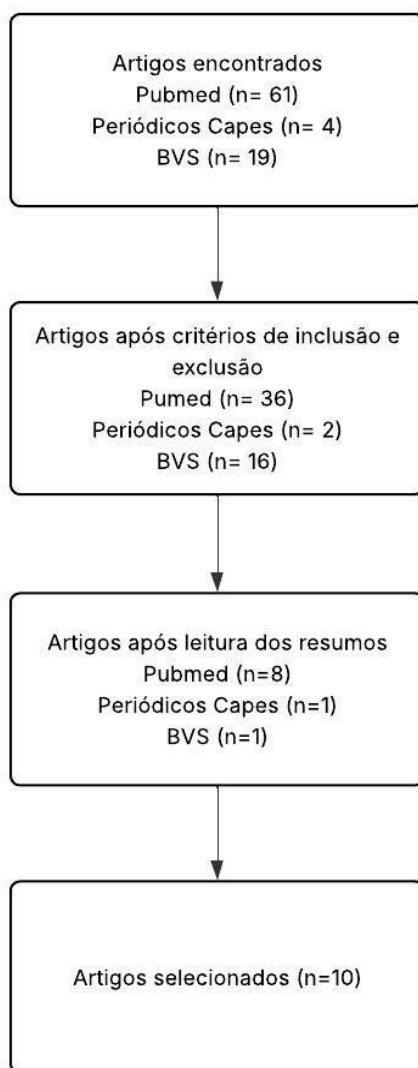 Artigos encontrados
Pubmed (n= 61)
Periódicos Capes (n= 4)
BVS (n= 19)
Artigos após critérios de inclusão e
exclusão
Pumed (n= 36)
Periódicos Capes (n= 2)
BVS (n= 16)
Artigos após leitura dos resumos
Pubmed (n=8)
Periódicos Capes (n=1)
BVS (n=1)
Artigos selecionados (n=10)